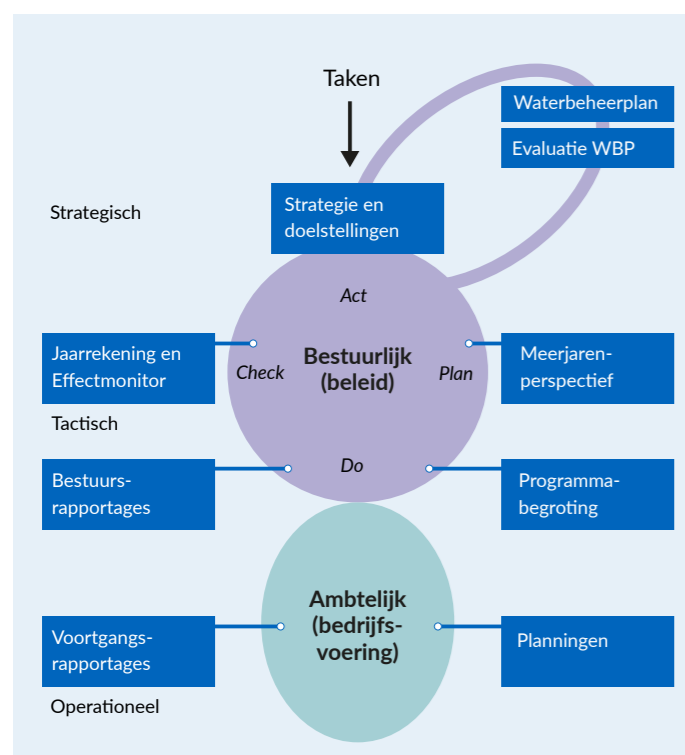 Taken
Waterbeheerplan
Evaluatie WBP
Strategisch
Strategie en
doelstellingen
Act
Jaarrekening en
Effectmonitor
Check
Bestuurlijk
(beleid)
Plan
Meerjaren-
perspectief
Tactisch
Do
Bestuurs-
rapportages
Programma-
begroting
Ambtelijk
(bedrijfs-
voering)
Voortgangs-
rapportages
Planningen
Operationeel